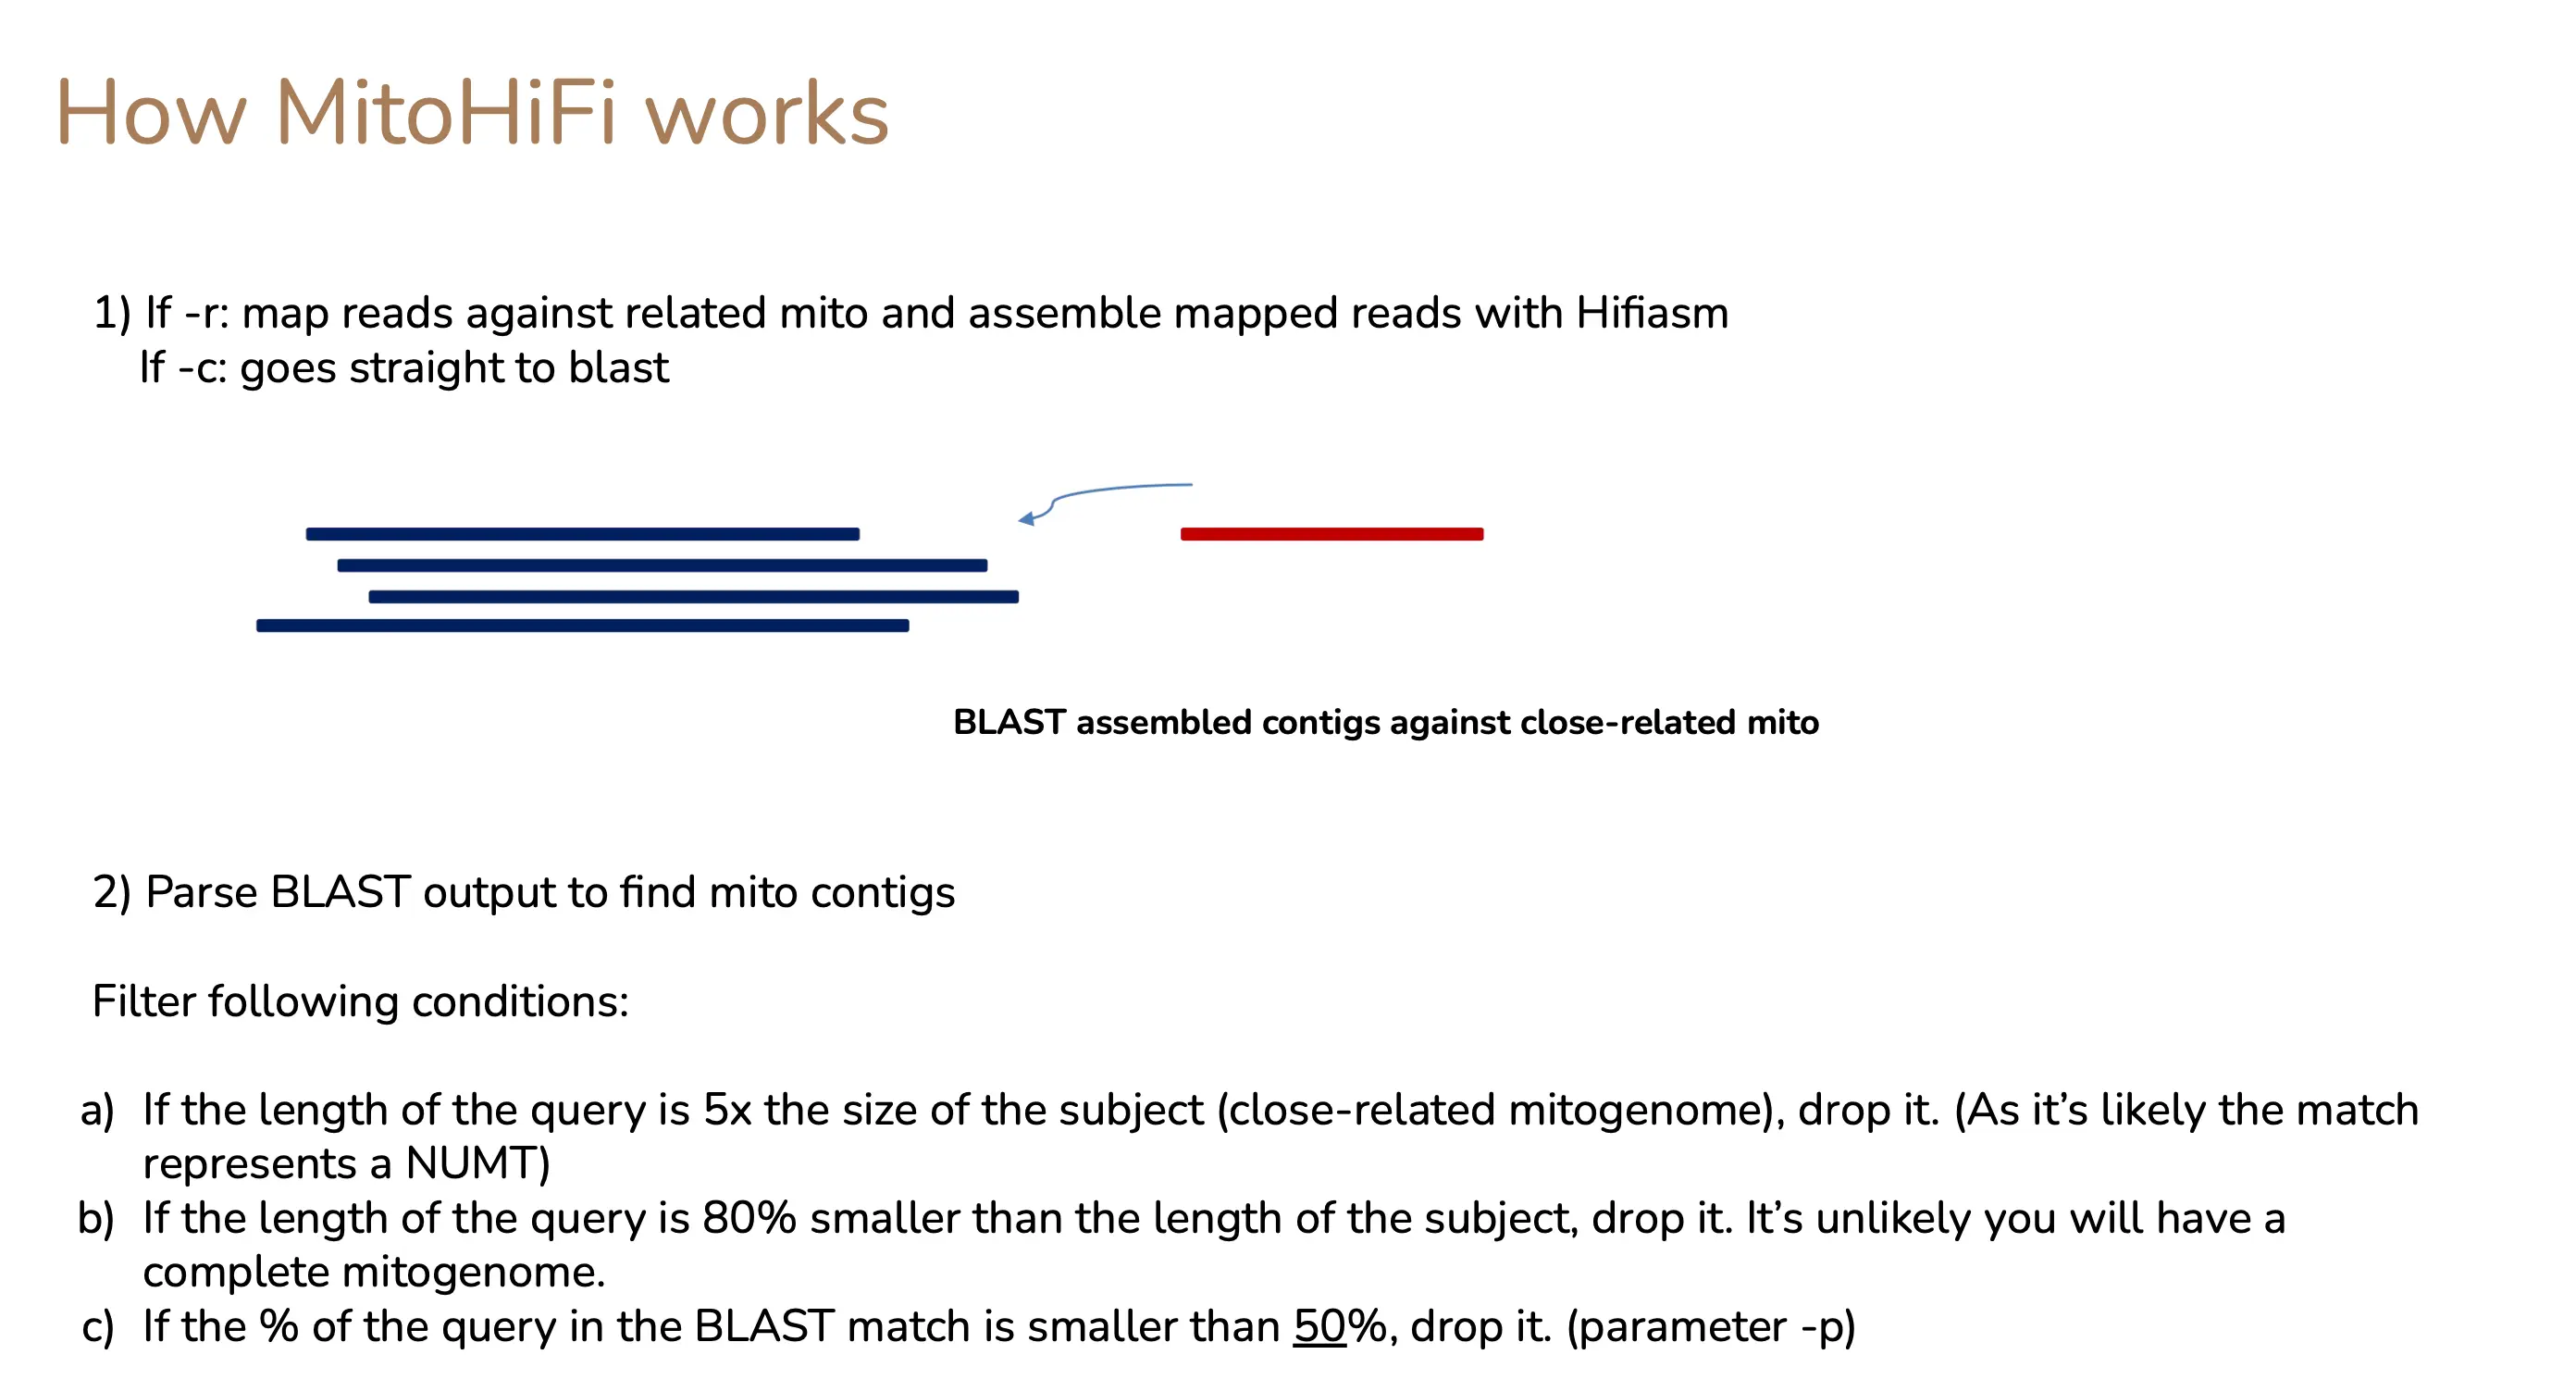 How MitoHiFi works
1) If -r: map reads against related mito and assemble mapped reads with Hifiasm
If -c: goes straight to blast
BLAST assembled contigs against close-related mito
2) Parse BLAST output to find mito contigs
Filter following conditions:
a) If the length of the query is 5x the size of the subject (close-related mitogenome), drop it. (As it’s likely the match
represents a NUMT)
b) If the length of the query is 80% smaller than the length of the subject, drop it. It’s unlikely you will have a
complete mitogenome.
c) If the % of the query in the BLAST match is smaller than 50%, drop it. (parameter -p)